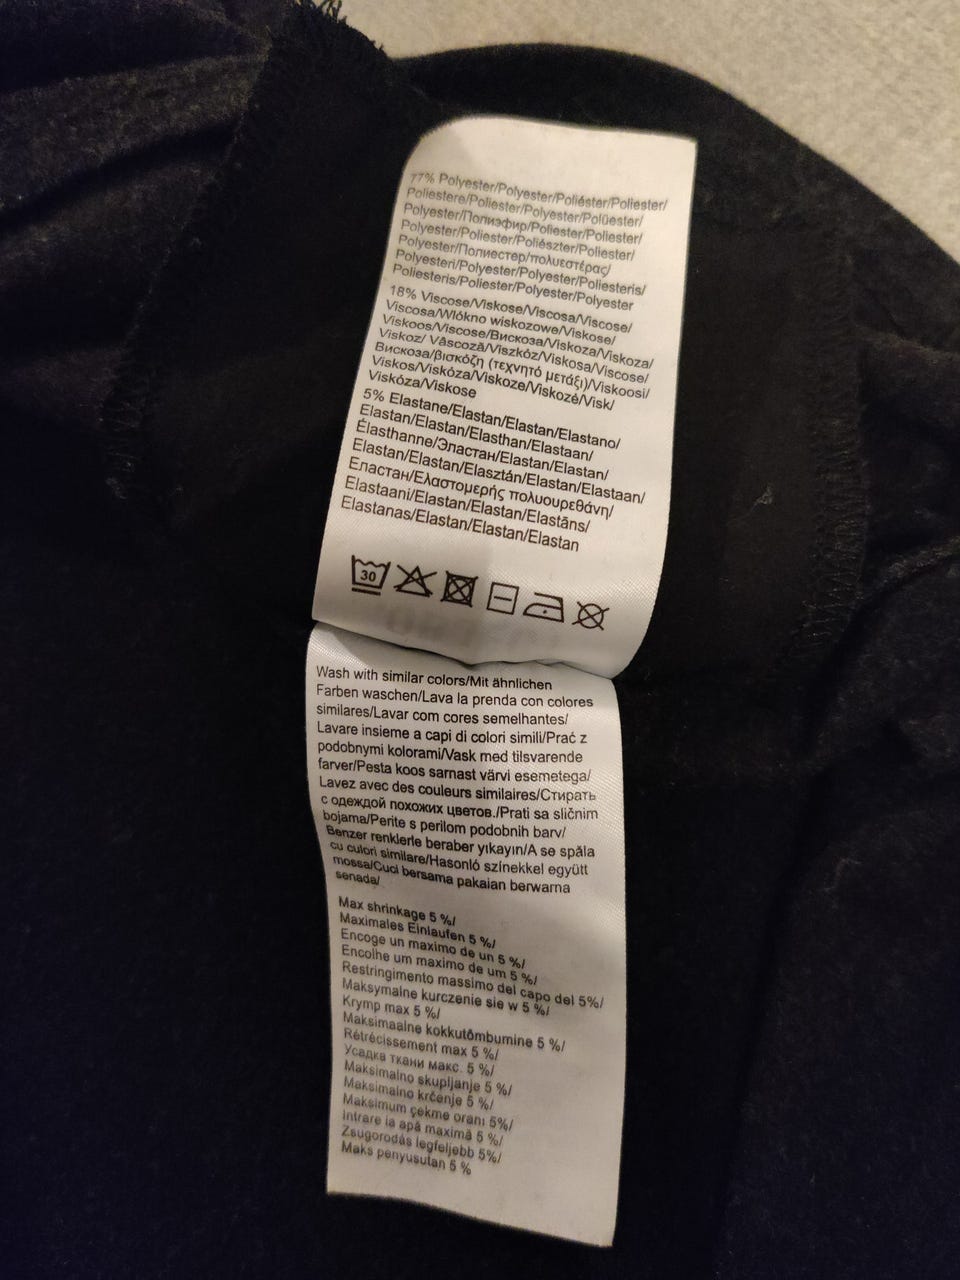 77% Polyester/Polyester/Poliéster/Poliester/
Poliestere/Poliester/Polyester/Polüester/
Polyester/Полиэфир/Poliester/Poliester/
Polyester/Poliester/Poliészter/Poliester/
Polyester/Полиестер/πολυεστέρας/
Polyesteri/Polyester/Polyester/Poliesteris/
Poliesteris/Poliester/Polyester/Polyester
18% Viscose/Viskose/Viscosa/Viscose/
Viscosa/Wlókno wiskozowe/Viskose/
Viskoos/Viscose/Вискоза/Viskoza/Viskoza/
Viskoz/ Vâscoză/Viszkóz/Viskosa/Viscose/
Вискоза/βισκόζη (τεχνητό μετάξι)/Viskoosi/
Viskos/Viskóza/Viskoze/Viskozė/Visk/
Viskóza/Viskose
5% Elastane/Elastan/Elastan/Elastano/
Elastan/Elastan/Elasthan/Elastaan/
Élasthanne/Эластан/Elastan/Elastan/
Elastan/Elastan/Elasztán/Elastan/Elastaan/
Еластан/Ελαστομερής πολυουρεθάνη/
Elastaani/Elastan/Elastan/Elastāns/
Elastanas/Elastan/Elastan/Elastan
30
Wash with similar colors/Mit ähnlichen
Farben waschen/Lava la prenda con colores
similares/Lavar com cores semelhantes/
Lavare insieme a capi di colori simili/Prać z
podobnymi kolorami/Vask med tilsvarende
farver/Pesta koos sarnast värvi esemetega/
Lavez avec des couleurs similaires/Стирать
с одеждой похожих цветов./Prati sa sličnim
bojama/Perite s perilom podobnih barv/
Benzer renklerle beraber yıkayın/A se spăla
cu culori similare/Hasonló színekkel együtt
mossa/Cuci bersama pakaian berwarna
senada/
Max shrinkage 5 %/
Maximales Einlaufen 5 %/
Encoge un maximo de un 5 %/
Encolhe um maximo de um 5 %/
Restringimento massimo del capo del 5%/
Maksymalne kurczenie sie w 5 %/
Krymp max 5 %/
Maksimaalne kokkutõmbumine 5 %/
Rétrécissement max 5 %/
Усадка ткани макс. 5 %/
Maksimalno skupljanje 5 %/
Maksimalno krčenje 5 %/
Maksimum çekme oranı 5%/
Intrare la apă maximă 5 %/
Zsugorodás legfeljebb 5%/
Maks penyusutan 5 %